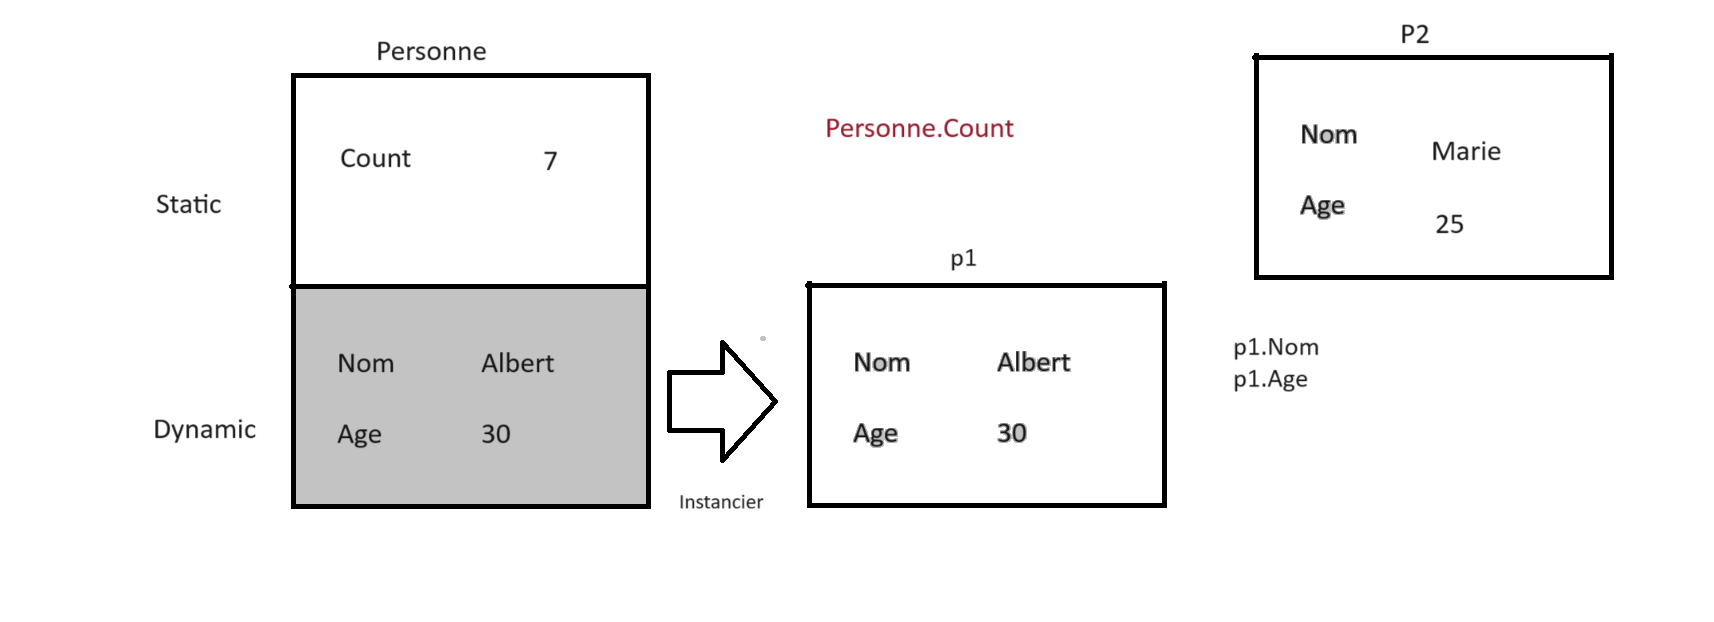 Personne
Static
Count 7
Dynamic
Nom Albert
Age 30
Instancier
Personne.Count
p1
Nom Albert
Age 30
P2
Nom Marie
Age 25
p1.Nom
p1.Age